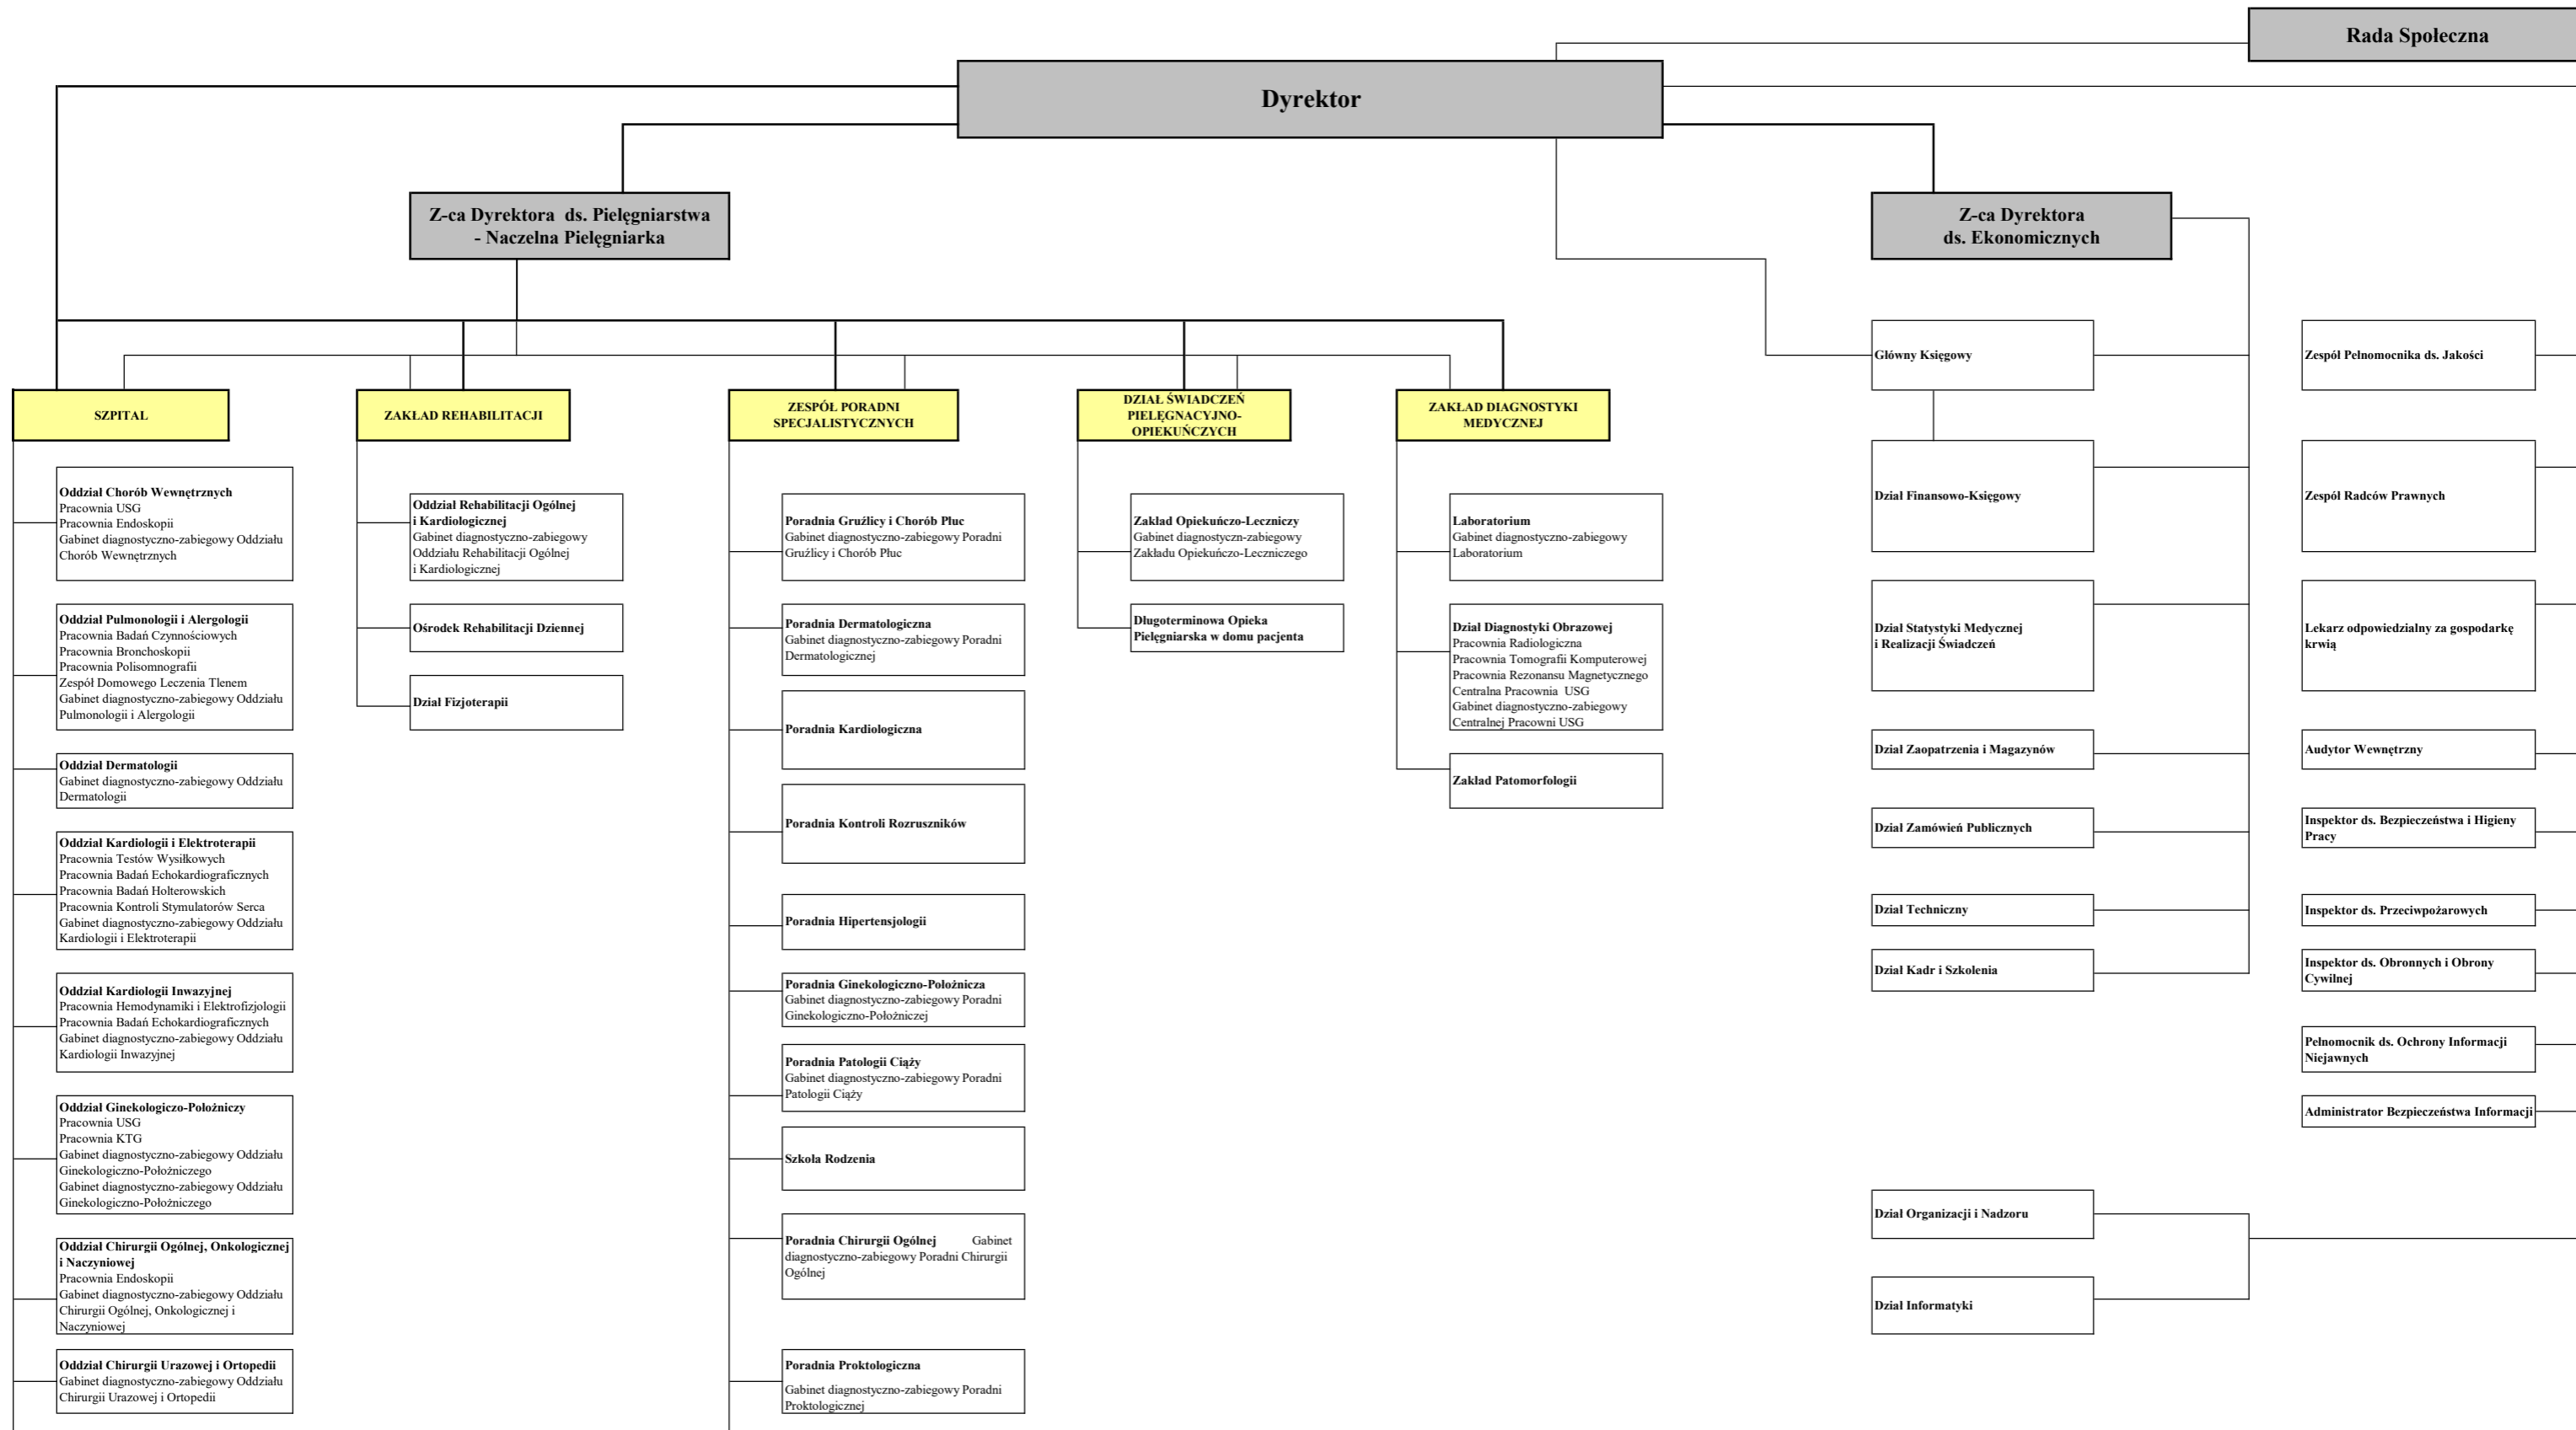 Rada Społeczna
Dyrektor
Z-ca Dyrektora ds. Pielęgniarstwa
- Naczelna Pielęgniarka
Z-ca Dyrektora
ds. Ekonomicznych
SZPITAL
Oddział Chorób Wewnętrznych
Pracownia USG
Pracownia Endoskopii
Gabinet diagnostyczno-zabiegowy Oddziału
Chorób Wewnętrznych
Oddział Pulmonologii i Alergologii
Pracownia Badań Czynnościowych
Pracownia Bronchoskopii
Pracownia Polisomnografii
Zespół Domowego Leczenia Tlenem
Gabinet diagnostyczno-zabiegowy Oddziału
Pulmonologii i Alergologii
Oddział Dermatologii
Gabinet diagnostyczno-zabiegowy Oddziału
Dermatologii
Oddział Kardiologii i Elektroterapii
Pracownia Testów Wysiłkowych
Pracownia Badań Echokardiograficznych
Pracownia Badań Holterowskich
Pracownia Kontroli Stymulatorów Serca
Gabinet diagnostyczno-zabiegowy Oddziału
Kardiologii i Elektroterapii
Oddział Kardiologii Inwazyjnej
Pracownia Hemodynamiki i Elektrofizjologii
Pracownia Badań Echokardiograficznych
Gabinet diagnostyczno-zabiegowy Oddziału
Kardiologii Inwazyjnej
Oddział Ginekologiczo-Położniczy
Pracownia USG
Pracownia KTG
Gabinet diagnostyczno-zabiegowy Oddziału
Ginekologiczno-Położniczego
Gabinet diagnostyczno-zabiegowy Oddziału
Ginekologiczno-Położniczego
Oddział Chirurgii Ogólnej, Onkologicznej
i Naczyniowej
Pracownia Endoskopii
Gabinet diagnostyczno-zabiegowy Oddziału
Chirurgii Ogólnej, Onkologicznej i
Naczyniowej
Oddział Chirurgii Urazowej i Ortopedii
Gabinet diagnostyczno-zabiegowy Oddziału
Chirurgii Urazowej i Ortopedii
ZAKŁAD REHABILITACJI
Oddział Rehabilitacji Ogólnej
i Kardiologicznej
Gabinet diagnostyczno-zabiegowy
Oddziału Rehabilitacji Ogólnej
i Kardiologicznej
Ośrodek Rehabilitacji Dziennej
Dział Fizjoterapii
ZESPÓŁ PORADNI
SPECJALISTYCZNYCH
Poradnia Gruźlicy i Chorób Płuc
Gabinet diagnostyczno-zabiegowy Poradni
Gruźlicy i Chorób Płuc
Poradnia Dermatologiczna
Gabinet diagnostyczno-zabiegowy Poradni
Dermatologicznej
Poradnia Kardiologiczna
Poradnia Kontroli Rozruszników
Poradnia Hipertensjologii
Poradnia Ginekologiczno-Położnicza
Gabinet diagnostyczno-zabiegowy Poradni
Ginekologiczno-Położniczej
Poradnia Patologii Ciąży
Gabinet diagnostyczno-zabiegowy Poradni
Patologii Ciąży
Szkoła Rodzenia
Poradnia Chirurgii Ogólnej Gabinet
diagnostyczno-zabiegowy Poradni Chirurgii
Ogólnej
Poradnia Proktologiczna
Gabinet diagnostyczno-zabiegowy Poradni
Proktologicznej
DZIAŁ ŚWIADCZEŃ
PIELĘGNACYJNO-
OPIEKUŃCZYCH
Zakład Opiekuńczo-Leczniczy
Gabinet diagnostyczn-zabiegowy
Zakładu Opiekuńczo-Leczniczego
Długoterminowa Opieka
Pielęgniarska w domu pacjenta
ZAKŁAD DIAGNOSTYKI
MEDYCZNEJ
Laboratorium
Gabinet diagnostyczno-zabiegowy
Laboratorium
Dział Diagnostyki Obrazowej
Pracownia Radiologiczna
Pracownia Tomografii Komputerowej
Pracownia Rezonansu Magnetycznego
Centralna Pracownia USG
Gabinet diagnostyczno-zabiegowy
Centralnej Pracowni USG
Zakład Patomorfologii
Główny Księgowy
Dział Finansowo-Księgowy
Dział Statystyki Medycznej
i Realizacji Świadczeń
Dział Zaopatrzenia i Magazynów
Dział Zamówień Publicznych
Dział Techniczny
Dział Kadr i Szkolenia
Dział Organizacji i Nadzoru
Dział Informatyki
Zespół Pełnomocnika ds. Jakości
Zespół Radców Prawnych
Lekarz odpowiedzialny za gospodarkę
krwią
Audytor Wewnętrzny
Inspektor ds. Bezpieczeństwa i Higieny
Pracy
Inspektor ds. Przeciwpożarowych
Inspektor ds. Obronnych i Obrony
Cywilnej
Pełnomocnik ds. Ochrony Informacji
Niejawnych
Administrator Bezpieczeństwa Informacji